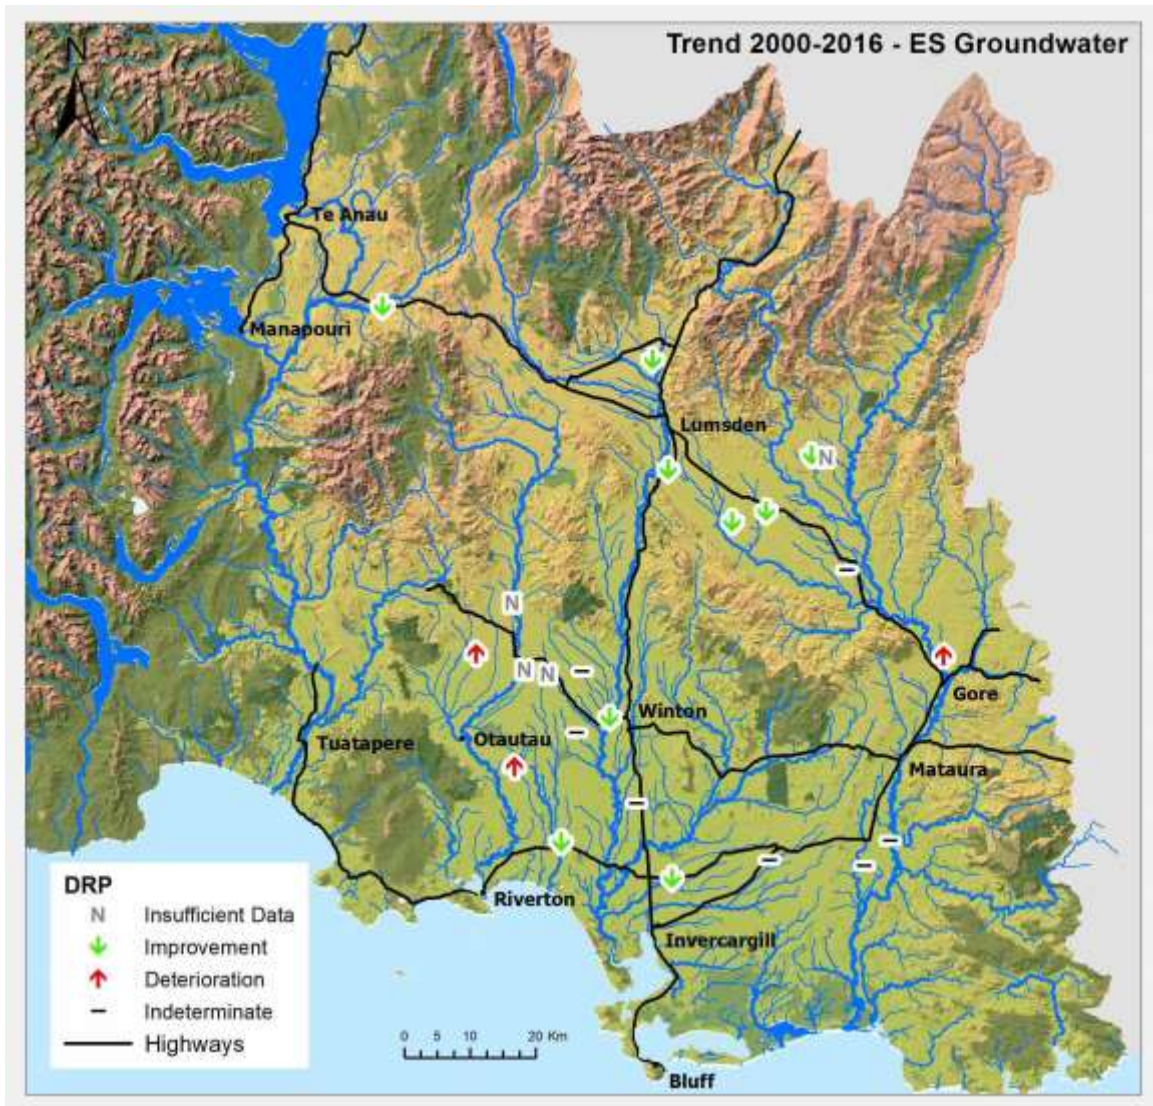 Trend 2000-2016 - ES Groundwater
N
Te Anau
Manapouri
Lumsden
N
N
N N
Gore
Winton
Otautau
Tuatapere
Mataura
Riverton
Invercargill
Bluff
DRP
N Insufficient Data
Improvement
Deterioration
Indeterminate
Highways
0 5 10 20 Km